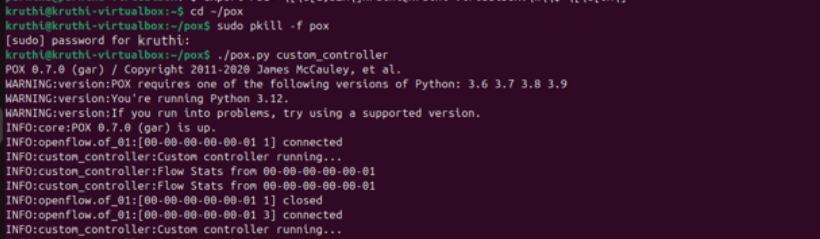 kruthi@kruthi-virtualbox:~$ cd ~/pox
kruthi@kruthi-virtualbox:~/pox$ sudo pkill -f pox
[sudo] password for kruthi:
kruthi@kruthi-virtualbox:~/pox$ ./pox.py custom_controller
POX 0.7.0 (gar) / Copyright 2011-2020 James McCauley, et al.
WARNING:version:POX requires one of the following versions of Python: 3.6 3.7 3.8 3.9
WARNING:version:You're running Python 3.12.
WARNING:version:If you run into problems, try using a supported version.
INFO:core:POX 0.7.0 (gar) is up.
INFO:openflow.of_01:[00-00-00-00-00-01 1] connected
INFO:custom_controller:Custom controller running...
INFO:custom_controller:Flow Stats from 00-00-00-00-00-01
INFO:custom_controller:Flow Stats from 00-00-00-00-00-01
INFO:openflow.of_01:[00-00-00-00-00-01 1] closed
INFO:openflow.of_01:[00-00-00-00-00-01 3] connected
INFO:custom_controller:Custom controller running...